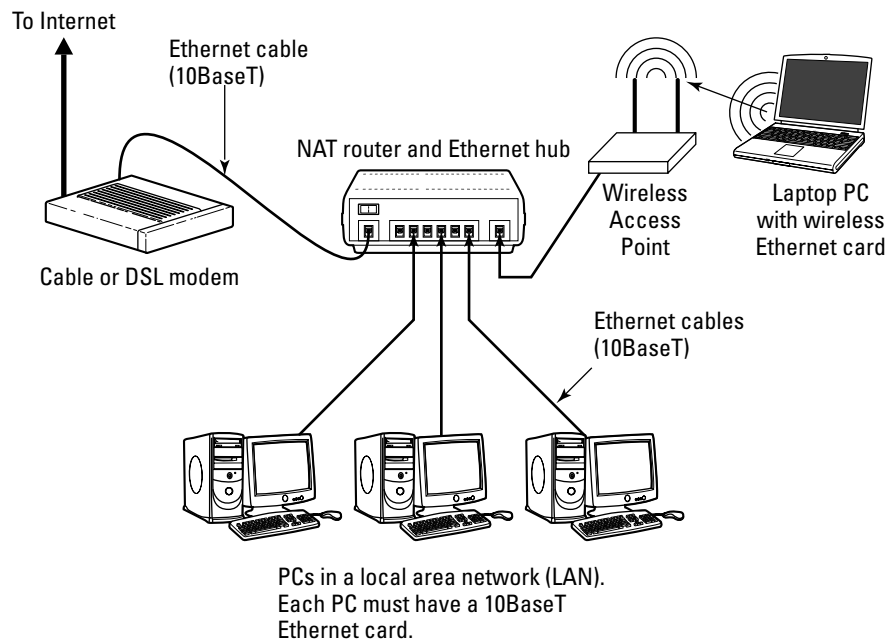 To Internet
Ethernet cable
(10BaseT)
NAT router and Ethernet hub
Cable or DSL modem
Wireless
Access
Point
Laptop PC
with wireless
Ethernet card
Ethernet cables
(10BaseT)
PCs in a local area network (LAN).
Each PC must have a 10BaseT
Ethernet card.